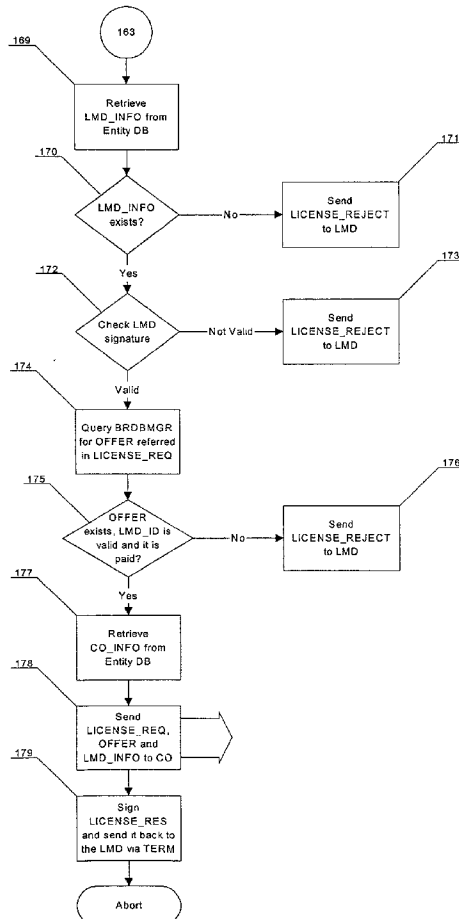 163
169
Retrieve
LMD_INFO from
Entity DB
170
171
LMD_INFO
exists?
No
Send
LICENSE_REJECT
to LMD
Yes
172
173
Check LMD
signature
Not Valid
Send
LICENSE_REJECT
to LMD
Valid
174
Query BRDBMGR
for OFFER referred
in LICENSE_REQ
175
176
OFFER
exists, LMD_ID is
valid and it is
paid?
No
Send
LICENSE_REJECT
to LMD
Yes
177
Retrieve
CO_INFO from
Entity DB
178
Send
LICENSE_REQ,
OFFER and
LMD_INFO to CO
179
Sign
LICENSE_RES
and send it back to
the LMD via TERM
Abort